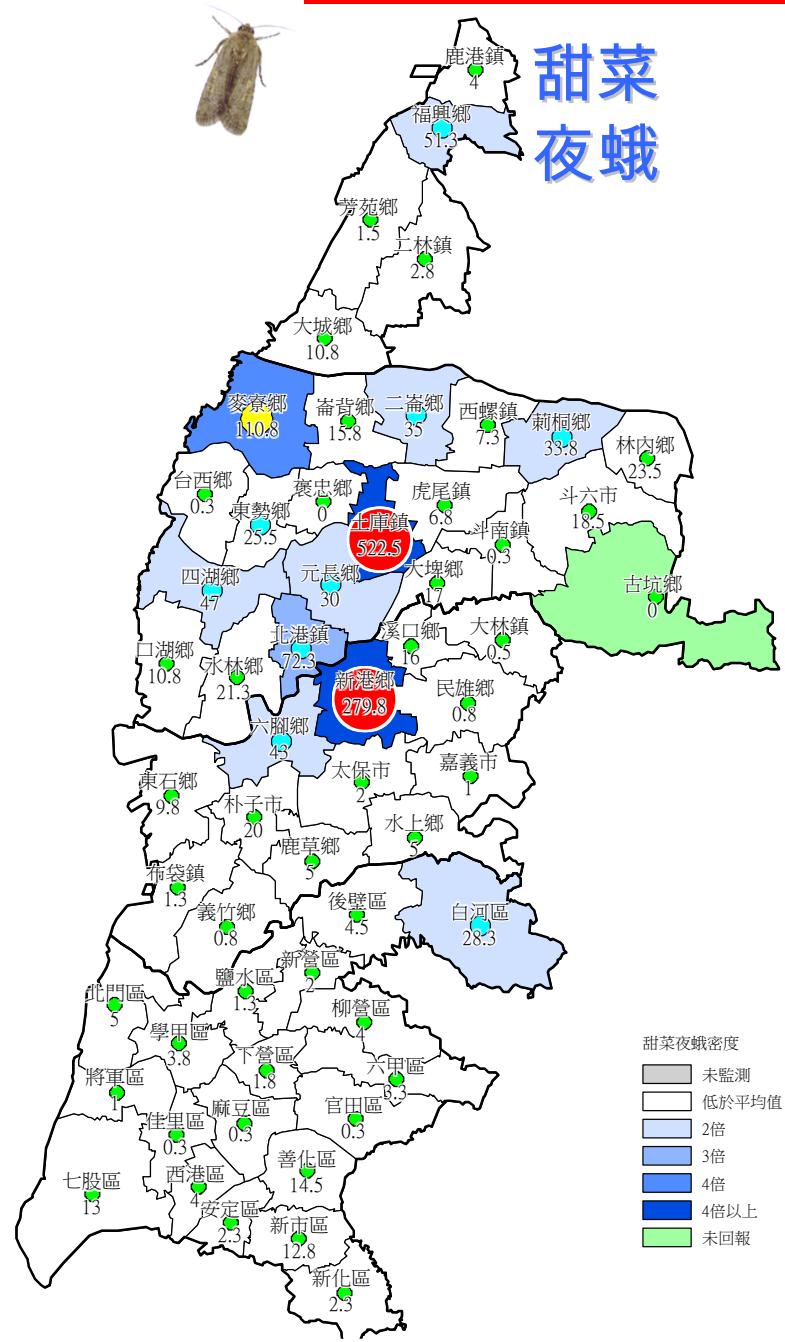 甜菜
夜蛾
鹿港鎮
4
福興鄉
51.3
芳苑鄉
1.5
二林鎮
2.8
大城鄉
10.8
麥寮鄉
110.8
崙背鄉
15.8
二崙鄉
35
西螺鎮
7.3
莿桐鄉
33.8
林內鄉
23.5
台西鄉
0.3
東勢鄉
25.5
褒忠鄉
0
土庫鎮
522.5
虎尾鎮
6.8
斗南鎮
0.3
斗六市
18.5
四湖鄉
47
元長鄉
30
大埤鄉
17
古坑鄉
0
口湖鄉
10.8
水林鄉
21.3
北港鎮
72.3
溪口鄉
16
大林鎮
0.5
新港鄉
279.8
民雄鄉
0.8
六腳鄉
43
太保市
2
嘉義市
1
東石鄉
9.8
朴子市
20
鹿草鄉
5
水上鄉
5
布袋鎮
1.3
義竹鄉
0.8
後壁區
4.5
白河區
28.3
新營區
2
鹽水區
1.3
北門區
5
學甲區
3.8
柳營區
4
下營區
1.8
六甲區
6.3
將軍區
1
佳里區
0.3
麻豆區
0.3
官田區
0.3
七股區
13
西港區
4
善化區
14.5
安定區
2.3
新市區
12.8
新化區
2.3
甜菜夜蛾密度
未監測
低於平均值
2倍
3倍
4倍
4倍以上
未回報